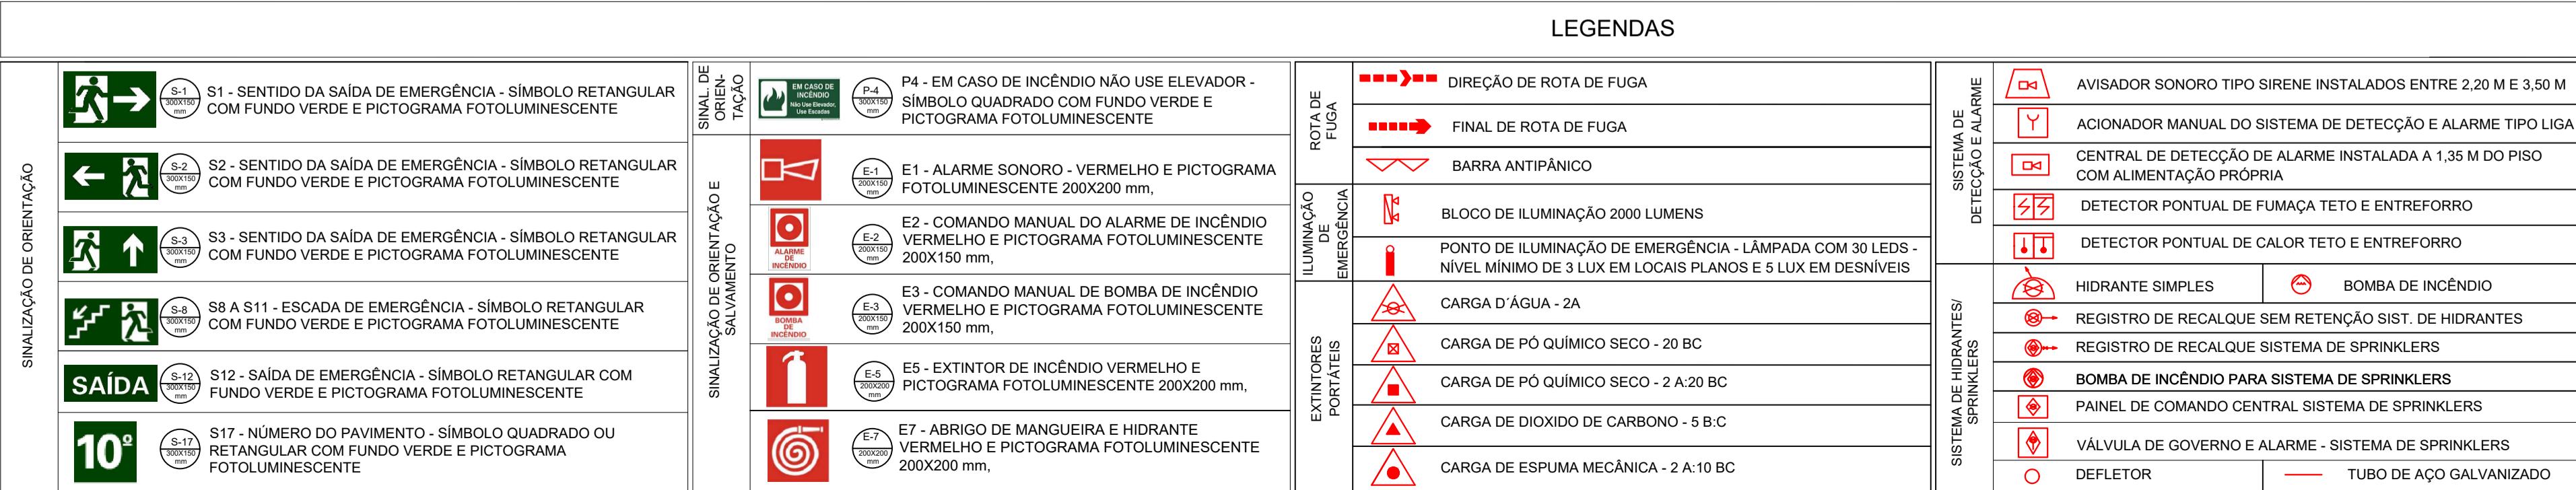 LEGENDAS
SINALIZAÇÃO DE ORIENTAÇÃO
S-1
300X150
mm
S1 - SENTIDO DA SAÍDA DE EMERGÊNCIA - SÍMBOLO RETANGULAR
COM FUNDO VERDE E PICTOGRAMA FOTOLUMINESCENTE
S-2
300X150
mm
S2 - SENTIDO DA SAÍDA DE EMERGÊNCIA - SÍMBOLO RETANGULAR
COM FUNDO VERDE E PICTOGRAMA FOTOLUMINESCENTE
S-3
300X150
mm
S3 - SENTIDO DA SAÍDA DE EMERGÊNCIA - SÍMBOLO RETANGULAR
COM FUNDO VERDE E PICTOGRAMA FOTOLUMINESCENTE
S-8
300X150
mm
S8 A S11 - ESCADA DE EMERGÊNCIA - SÍMBOLO RETANGULAR
COM FUNDO VERDE E PICTOGRAMA FOTOLUMINESCENTE
SAÍDA
S-12
300X150
mm
S12 - SAÍDA DE EMERGÊNCIA - SÍMBOLO RETANGULAR COM
FUNDO VERDE E PICTOGRAMA FOTOLUMINESCENTE
10º
S-17
300X150
mm
S17 - NÚMERO DO PAVIMENTO - SÍMBOLO QUADRADO OU
RETANGULAR COM FUNDO VERDE E PICTOGRAMA
FOTOLUMINESCENTE
SINAL. DE
ORIEN-
TAÇÃO
EM CASO DE
INCÊNDIO
Não Use Elevador,
Use Escadas
P-4
300X150
mm
P4 - EM CASO DE INCÊNDIO NÃO USE ELEVADOR -
SÍMBOLO QUADRADO COM FUNDO VERDE E
PICTOGRAMA FOTOLUMINESCENTE
SINALIZAÇÃO DE ORIENTAÇÃO E
SALVAMENTO
E-1
200X150
mm
E1 - ALARME SONORO - VERMELHO E PICTOGRAMA
FOTOLUMINESCENTE 200X200 mm,
ALARME
DE
INCÊNDIO
E-2
200X150
mm
E2 - COMANDO MANUAL DO ALARME DE INCÊNDIO
VERMELHO E PICTOGRAMA FOTOLUMINESCENTE
200X150 mm,
BOMBA
DE
INCÊNDIO
E-3
200X150
mm
E3 - COMANDO MANUAL DE BOMBA DE INCÊNDIO
VERMELHO E PICTOGRAMA FOTOLUMINESCENTE
200X150 mm,
E-5
200X200
mm
E5 - EXTINTOR DE INCÊNDIO VERMELHO E
PICTOGRAMA FOTOLUMINESCENTE 200X200 mm,
E-7
200X200
mm
E7 - ABRIGO DE MANGUEIRA E HIDRANTE
VERMELHO E PICTOGRAMA FOTOLUMINESCENTE
200X200 mm,
ROTA DE
FUGA
DIREÇÃO DE ROTA DE FUGA
FINAL DE ROTA DE FUGA
BARRA ANTIPÂNICO
ILUMINAÇÃO
DE
EMERGÊNCIA
BLOCO DE ILUMINAÇÃO 2000 LUMENS
PONTO DE ILUMINAÇÃO DE EMERGÊNCIA - LÂMPADA COM 30 LEDS -
NÍVEL MÍNIMO DE 3 LUX EM LOCAIS PLANOS E 5 LUX EM DESNÍVEIS
EXTINTORES
PORTÁTEIS
CARGA D´ÁGUA - 2A
CARGA DE PÓ QUÍMICO SECO - 20 BC
CARGA DE PÓ QUÍMICO SECO - 2 A:20 BC
CARGA DE DIOXIDO DE CARBONO - 5 B:C
CARGA DE ESPUMA MECÂNICA - 2 A:10 BC
SISTEMA DE
DETECÇÃO E ALARME
AVISADOR SONORO TIPO SIRENE INSTALADOS ENTRE 2,20 M E 3,50 M
ACIONADOR MANUAL DO SISTEMA DE DETECÇÃO E ALARME TIPO LIGA
CENTRAL DE DETECÇÃO DE ALARME INSTALADA A 1,35 M DO PISO
COM ALIMENTAÇÃO PRÓPRIA
DETECTOR PONTUAL DE FUMAÇA TETO E ENTREFORRO
DETECTOR PONTUAL DE CALOR TETO E ENTREFORRO
SISTEMA DE HIDRANTES/
SPRINKLERS
HIDRANTE SIMPLES
BOMBA DE INCÊNDIO
REGISTRO DE RECALQUE SEM RETENÇÃO SIST. DE HIDRANTES
REGISTRO DE RECALQUE SISTEMA DE SPRINKLERS
BOMBA DE INCÊNDIO PARA SISTEMA DE SPRINKLERS
PAINEL DE COMANDO CENTRAL SISTEMA DE SPRINKLERS
VÁLVULA DE GOVERNO E ALARME - SISTEMA DE SPRINKLERS
DEFLETOR
TUBO DE AÇO GALVANIZADO